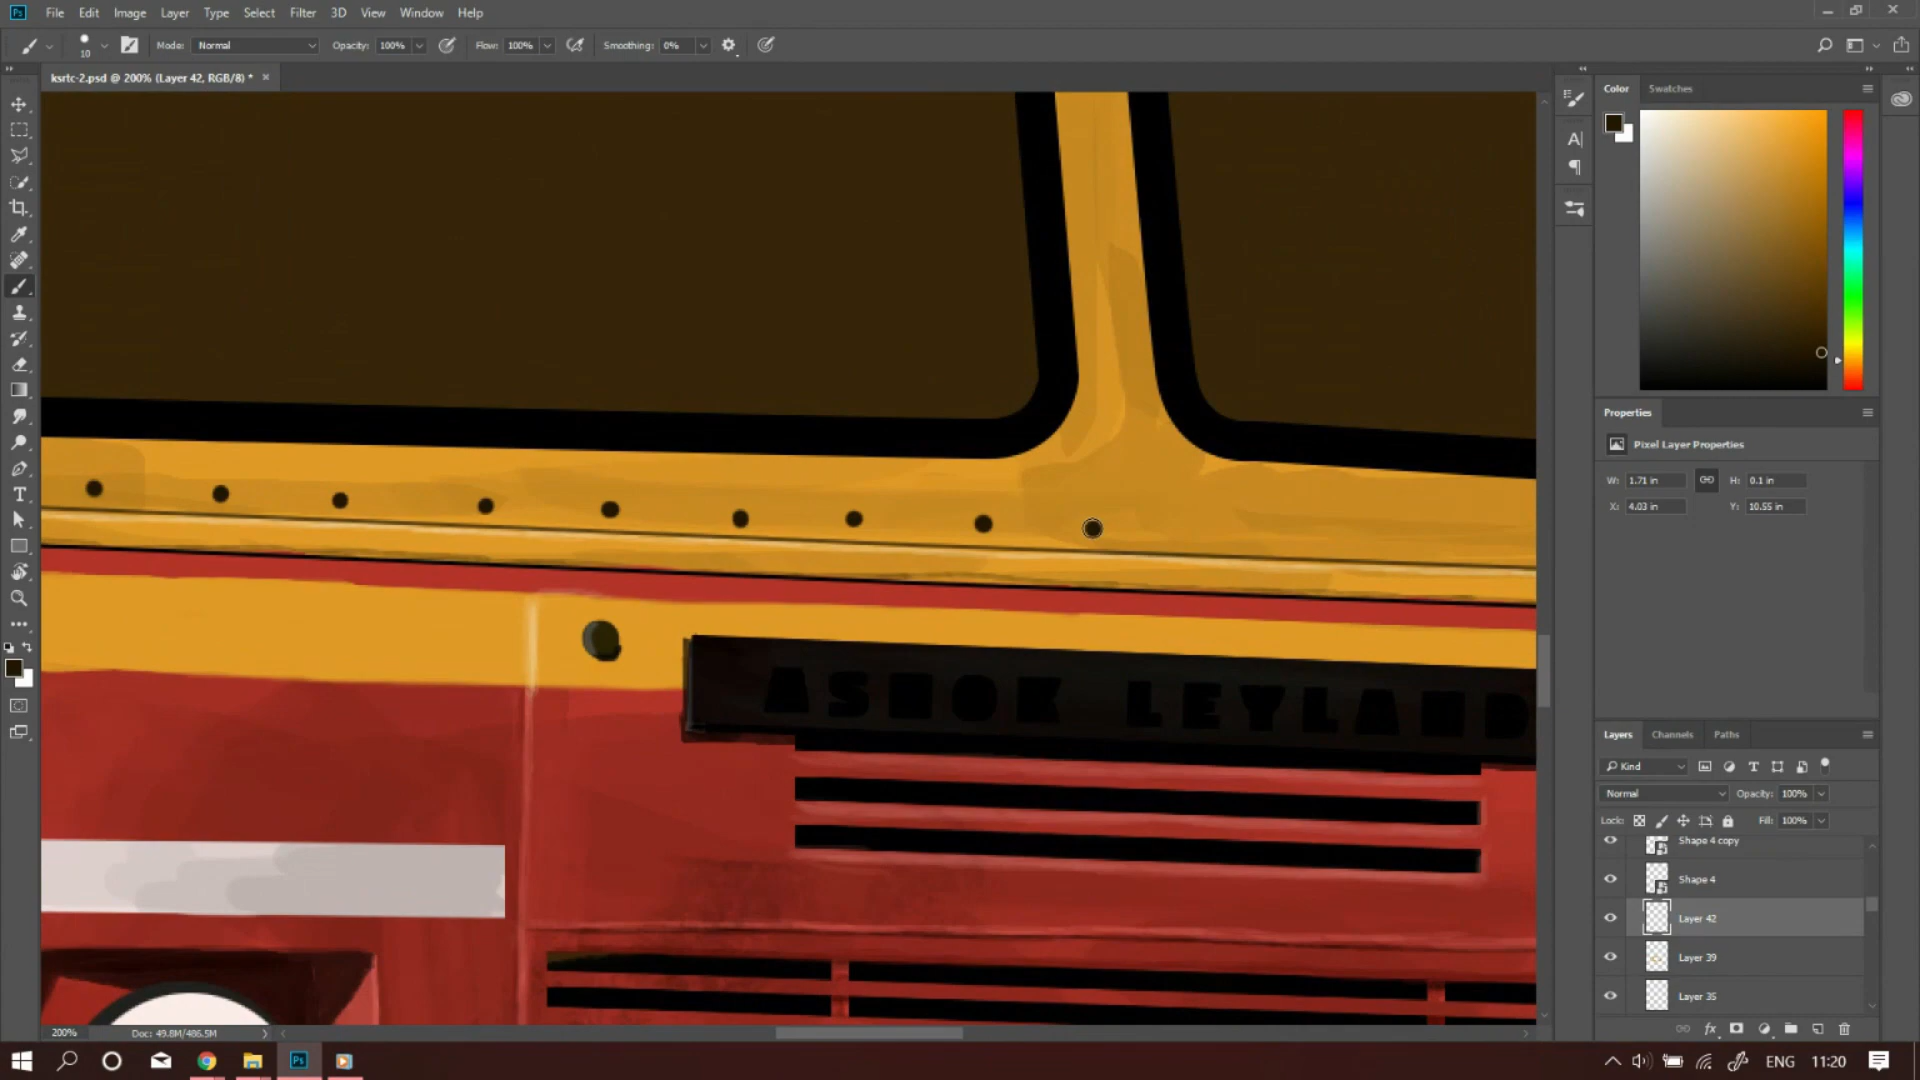 Ps File Edit Image Layer Type Select Filter 3D View Window Help
10 Mode: Normal Opacity: 100% Flow: 100% Smoothing: 0%
ksrtc-2.psd @ 200% (Layer 42, RGB/8) * ×
Color Swatches
Properties
Pixel Layer Properties
W: 1.71 in H: 0.1 in
X: 4.03 in Y: 10.55 in
ASHOK LEYLAND
Layers Channels Paths
Kind
Normal Opacity: 100%
Lock: Fill: 100%
Shape 4 copy
Shape 4
Layer 42
Layer 39
Layer 35
200% Doc: 49.8M/486.5M
Ps ENG 11:20